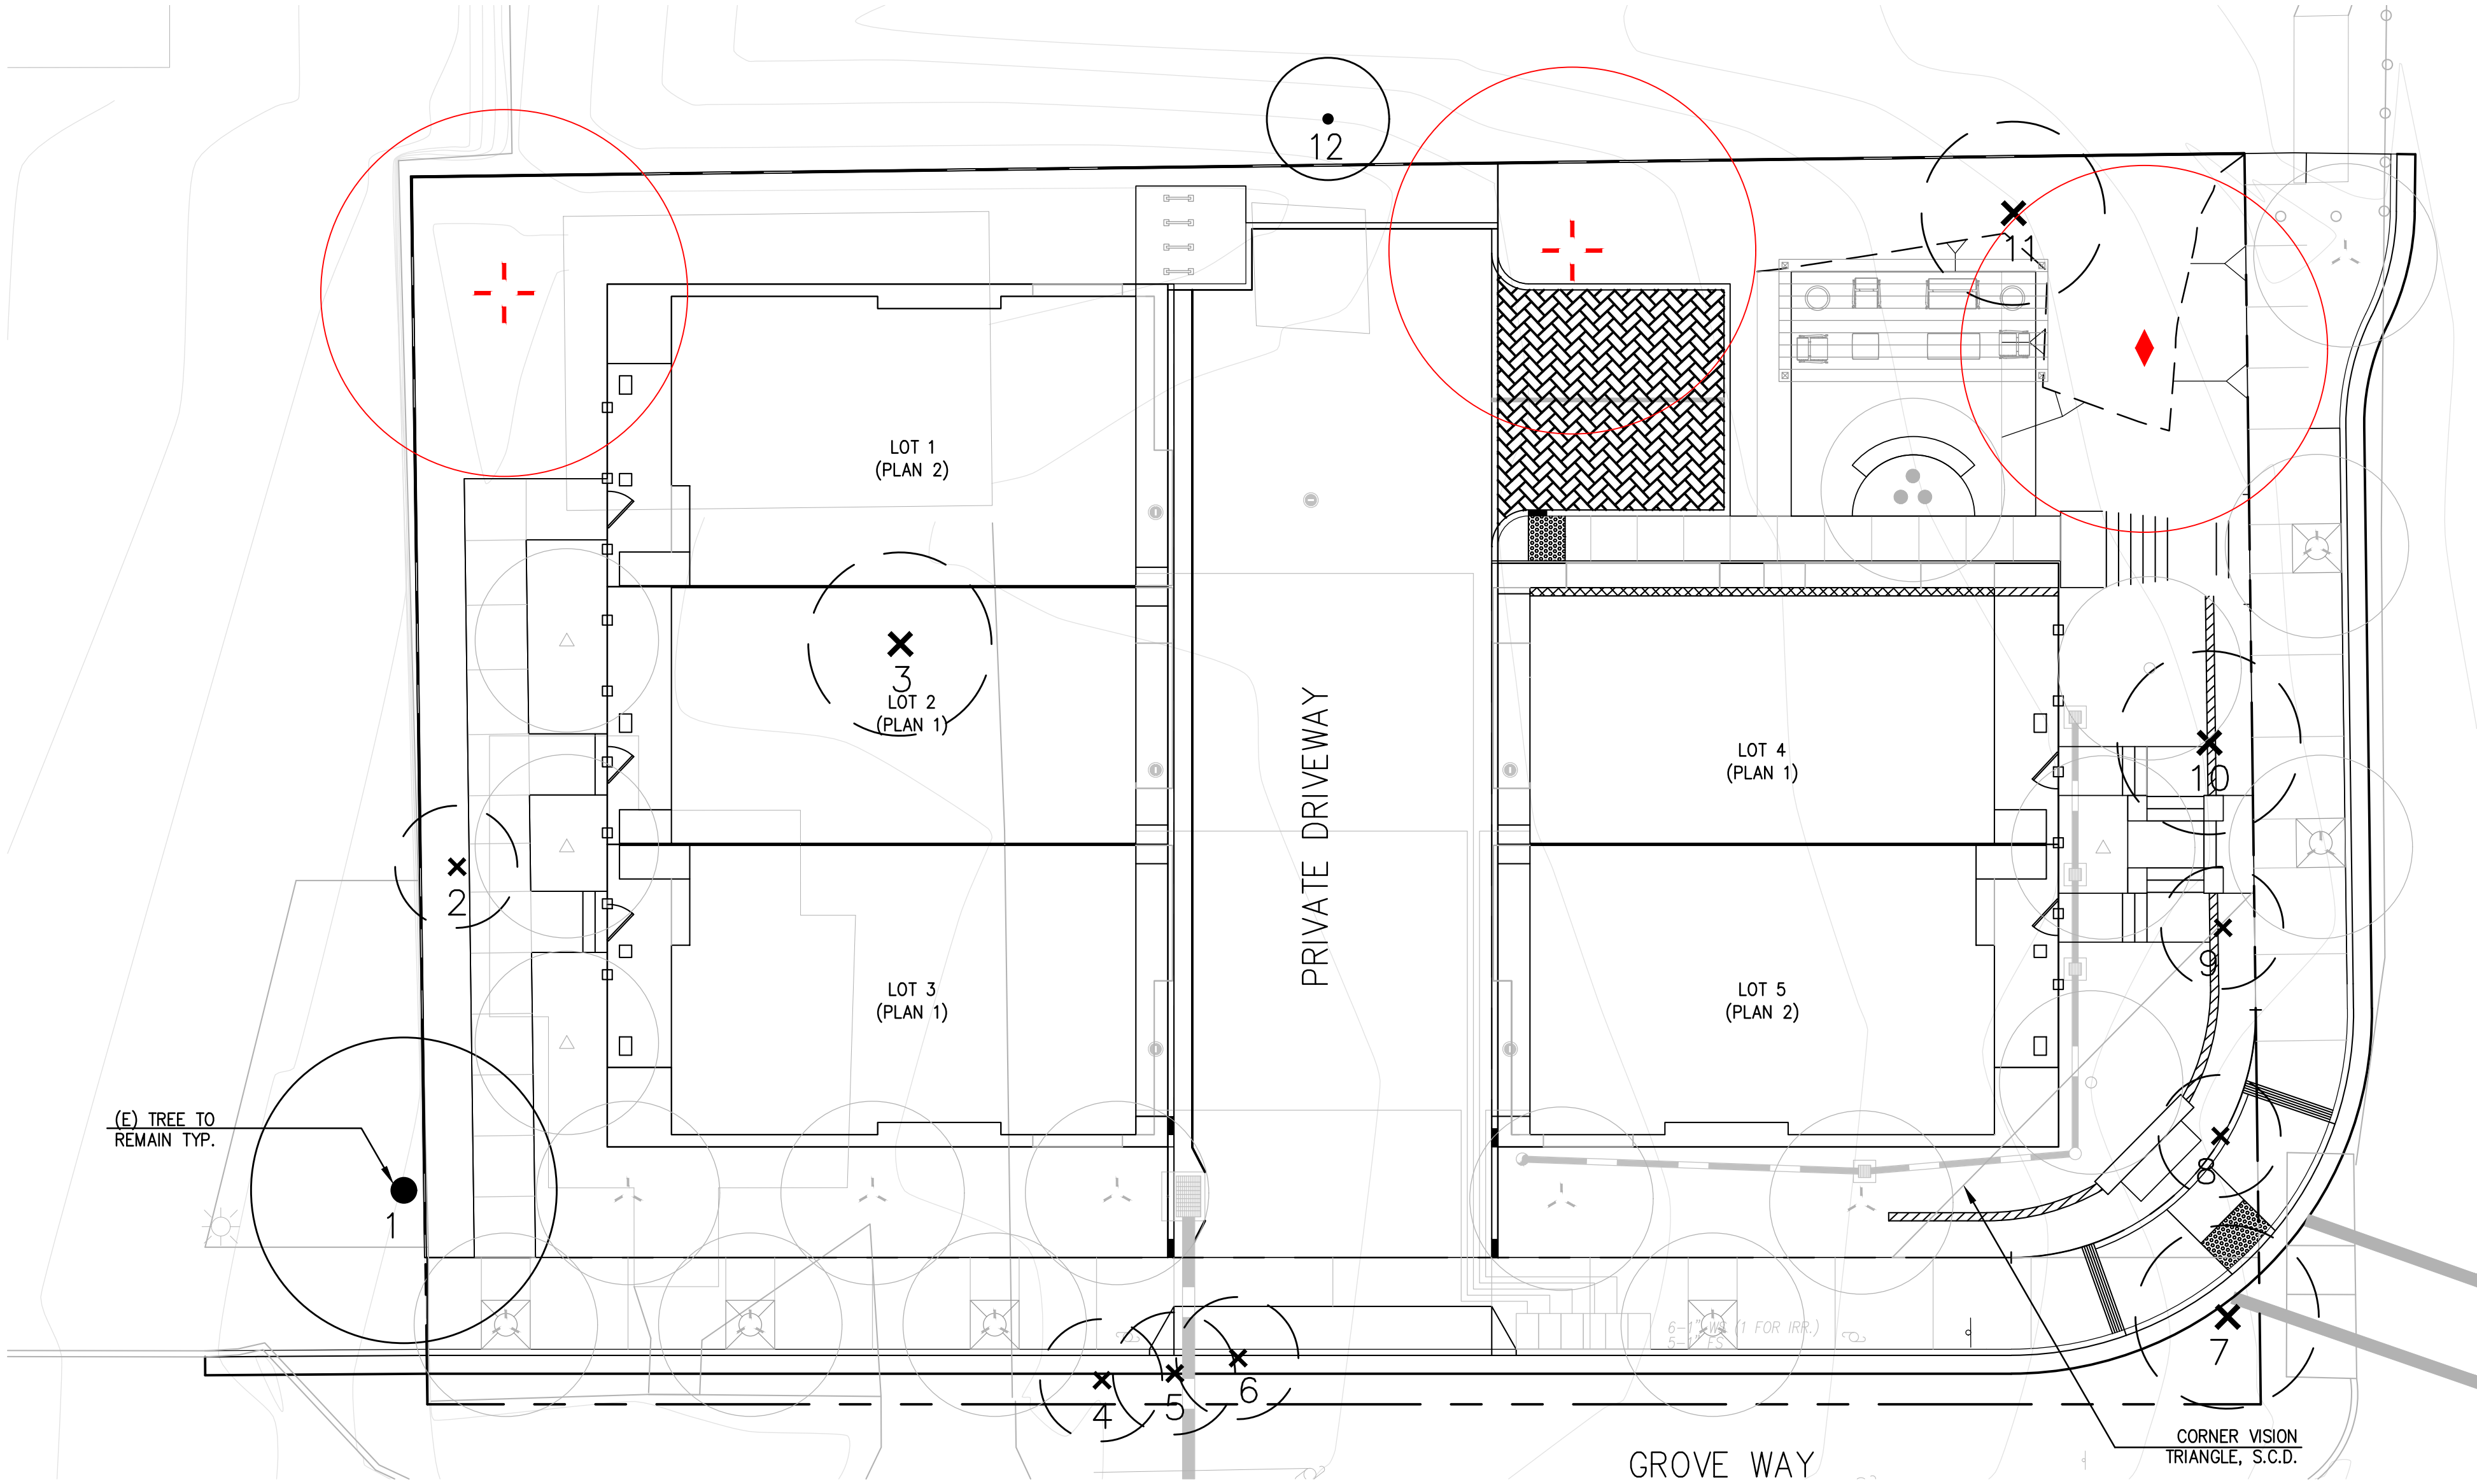 12
11
LOT 1
(PLAN 2)
3
LOT 2
(PLAN 1)
PRIVATE DRIVEWAY
LOT 4
(PLAN 1)
10
2
9
LOT 3
(PLAN 1)
LOT 5
(PLAN 2)
(E) TREE TO
REMAIN TYP.
1
8
7
4
5
6
CORNER VISION
TRIANGLE, S.C.D.
GROVE WAY